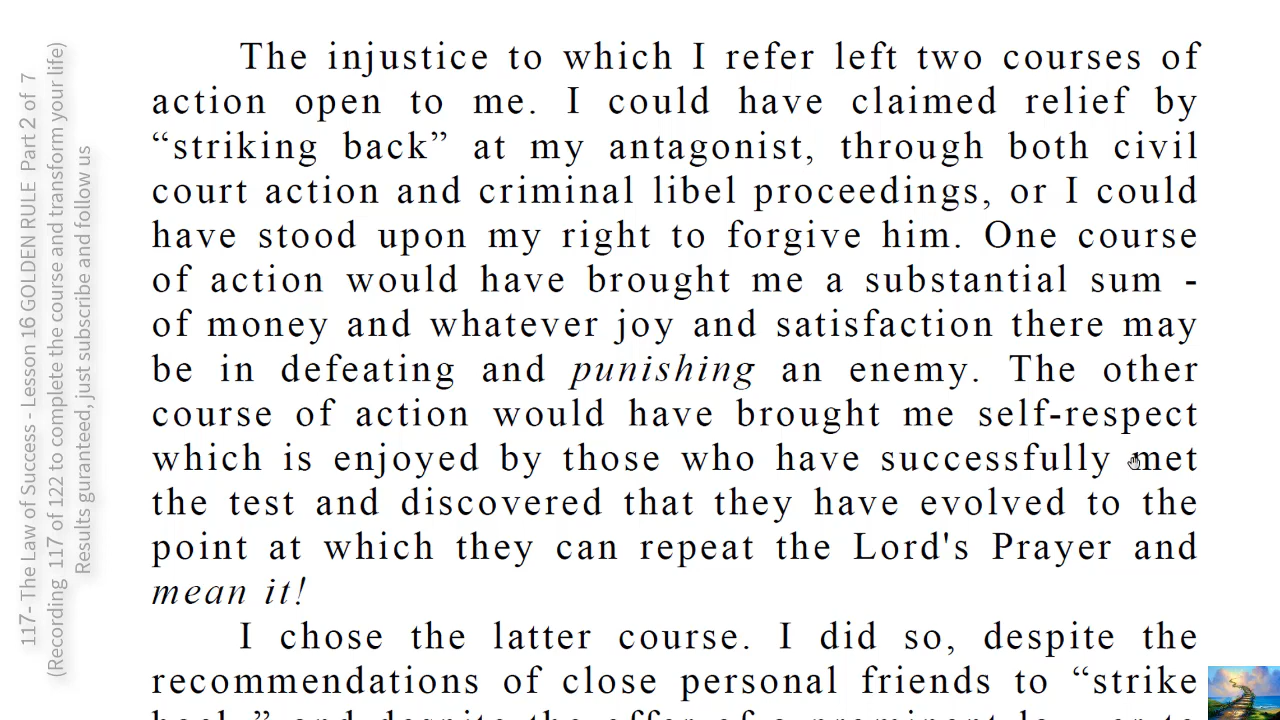 117- The Law of Success - Lesson 16 GOLDEN RULE Part 2 of 7
(Recording 117 of 122 to complete the course and transform your life)
Results guranteed, just subscribe and follow us
The injustice to which I refer left two courses of
action open to me. I could have claimed relief by
“striking back” at my antagonist, through both civil
court action and criminal libel proceedings, or I could
have stood upon my right to forgive him. One course
of action would have brought me a substantial sum -
of money and whatever joy and satisfaction there may
be in defeating and punishing an enemy. The other
course of action would have brought me self-respect
which is enjoyed by those who have successfully met
the test and discovered that they have evolved to the
point at which they can repeat the Lord's Prayer and
mean it!
I chose the latter course. I did so, despite the
recommendations of close personal friends to “strike
back,” and despite the offer of a prominent to